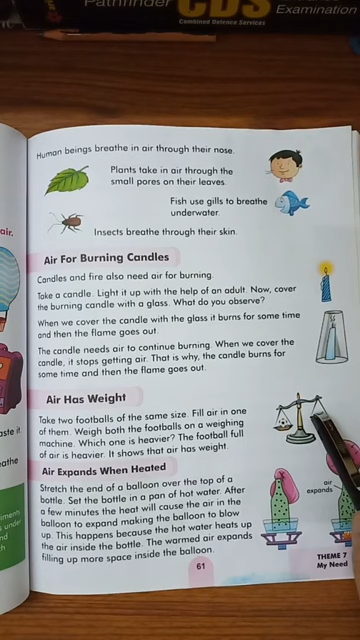 Pathfinder CDS Examination
Combined Defence Services
Human beings breathe in air through their nose.
Plants take in air through the
small pores on their leaves.
Fish use gills to breathe
underwater.
Insects breathe through their skin.
Air For Burning Candles
Candles and fire also need air for burning.
Take a candle. Light it up with the help of an adult. Now, cover
the burning candle with a glass. What do you observe?
When we cover the candle with the glass it burns for some time
and then the flame goes out.
The candle needs air to continue burning. When we cover the
candle, it stops getting air. That is why, the candle burns for
some time and then the flame goes out.
Air Has Weight
Take two footballs of the same size. Fill air in one
of them. Weigh both the footballs on a weighing
machine. Which one is heavier? The football full
of air is heavier. It shows that air has weight.
Air Expands When Heated
Stretch the end of a balloon over the top of a
bottle. Set the bottle in a pan of hot water. After
a few minutes the heat will cause the air in the
balloon to expand making the balloon to blow
up. This happens because the hot water heats up
the air inside the bottle. The warmed air expands
filling up more space inside the balloon.
air
expands
61
THEME 7
My Need
air.